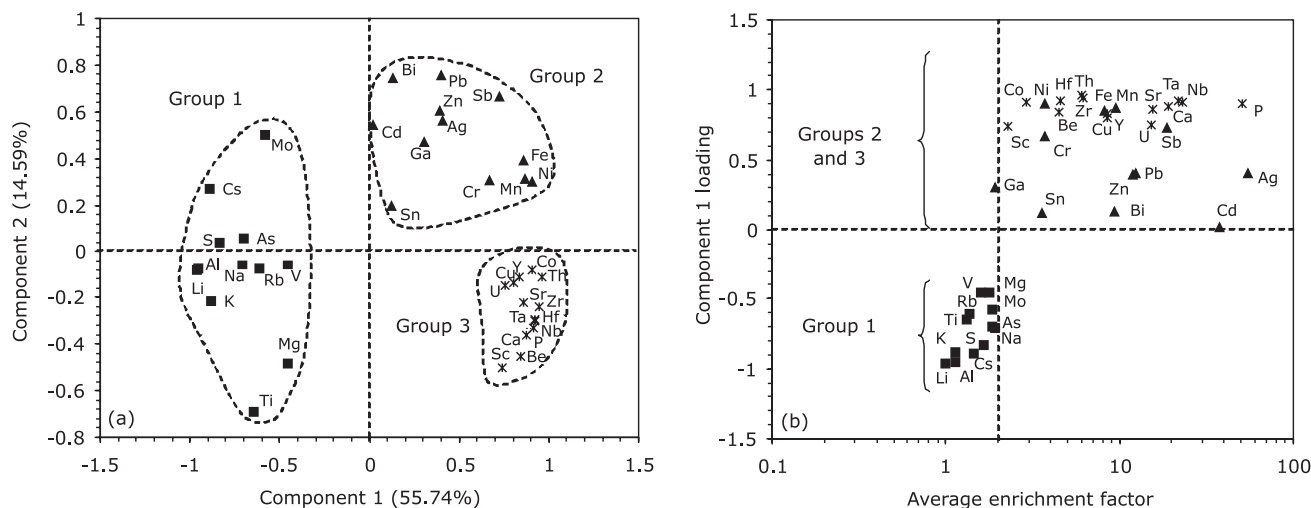 1
0.8
0.6
0.4
0.2
0
-0.2
-0.4
-0.6
-0.8
Component 2 (14.59%)
-1.5
-1
-0.5
0
0.5
1
1.5
Component 1 (55.74%)
(a)
Group 1
Mo
Cs
S
As
Al
Li
Na
Rb
V
K
Mg
Ti
Group 2
Bi
Pb
Zn
Sb
Cd
Ag
Ga
Fe
Cr
Mn
Ni
Sn
Group 3
Cu
Y
Co
U
Th
Sr
Zr
Ta
Hf
Nb
Ca
P
Sc
Be
1.5
1
0.5
0
-0.5
-1
-1.5
Component 1 loading
0.1
1
10
100
Average enrichment factor
(b)
Groups 2
and 3
Co
Ni
Hf
Th
Fe
Mn
Sr
Ta
Nb
P
Sc
Be
Zr
Cu
Y
Ca
U
Sb
Cr
Ga
Sn
Zn
Pb
Bi
Ag
Cd
Group 1
V
Mg
Rb
Mo
Ti
As
K
S
Na
Cs
Li
Al